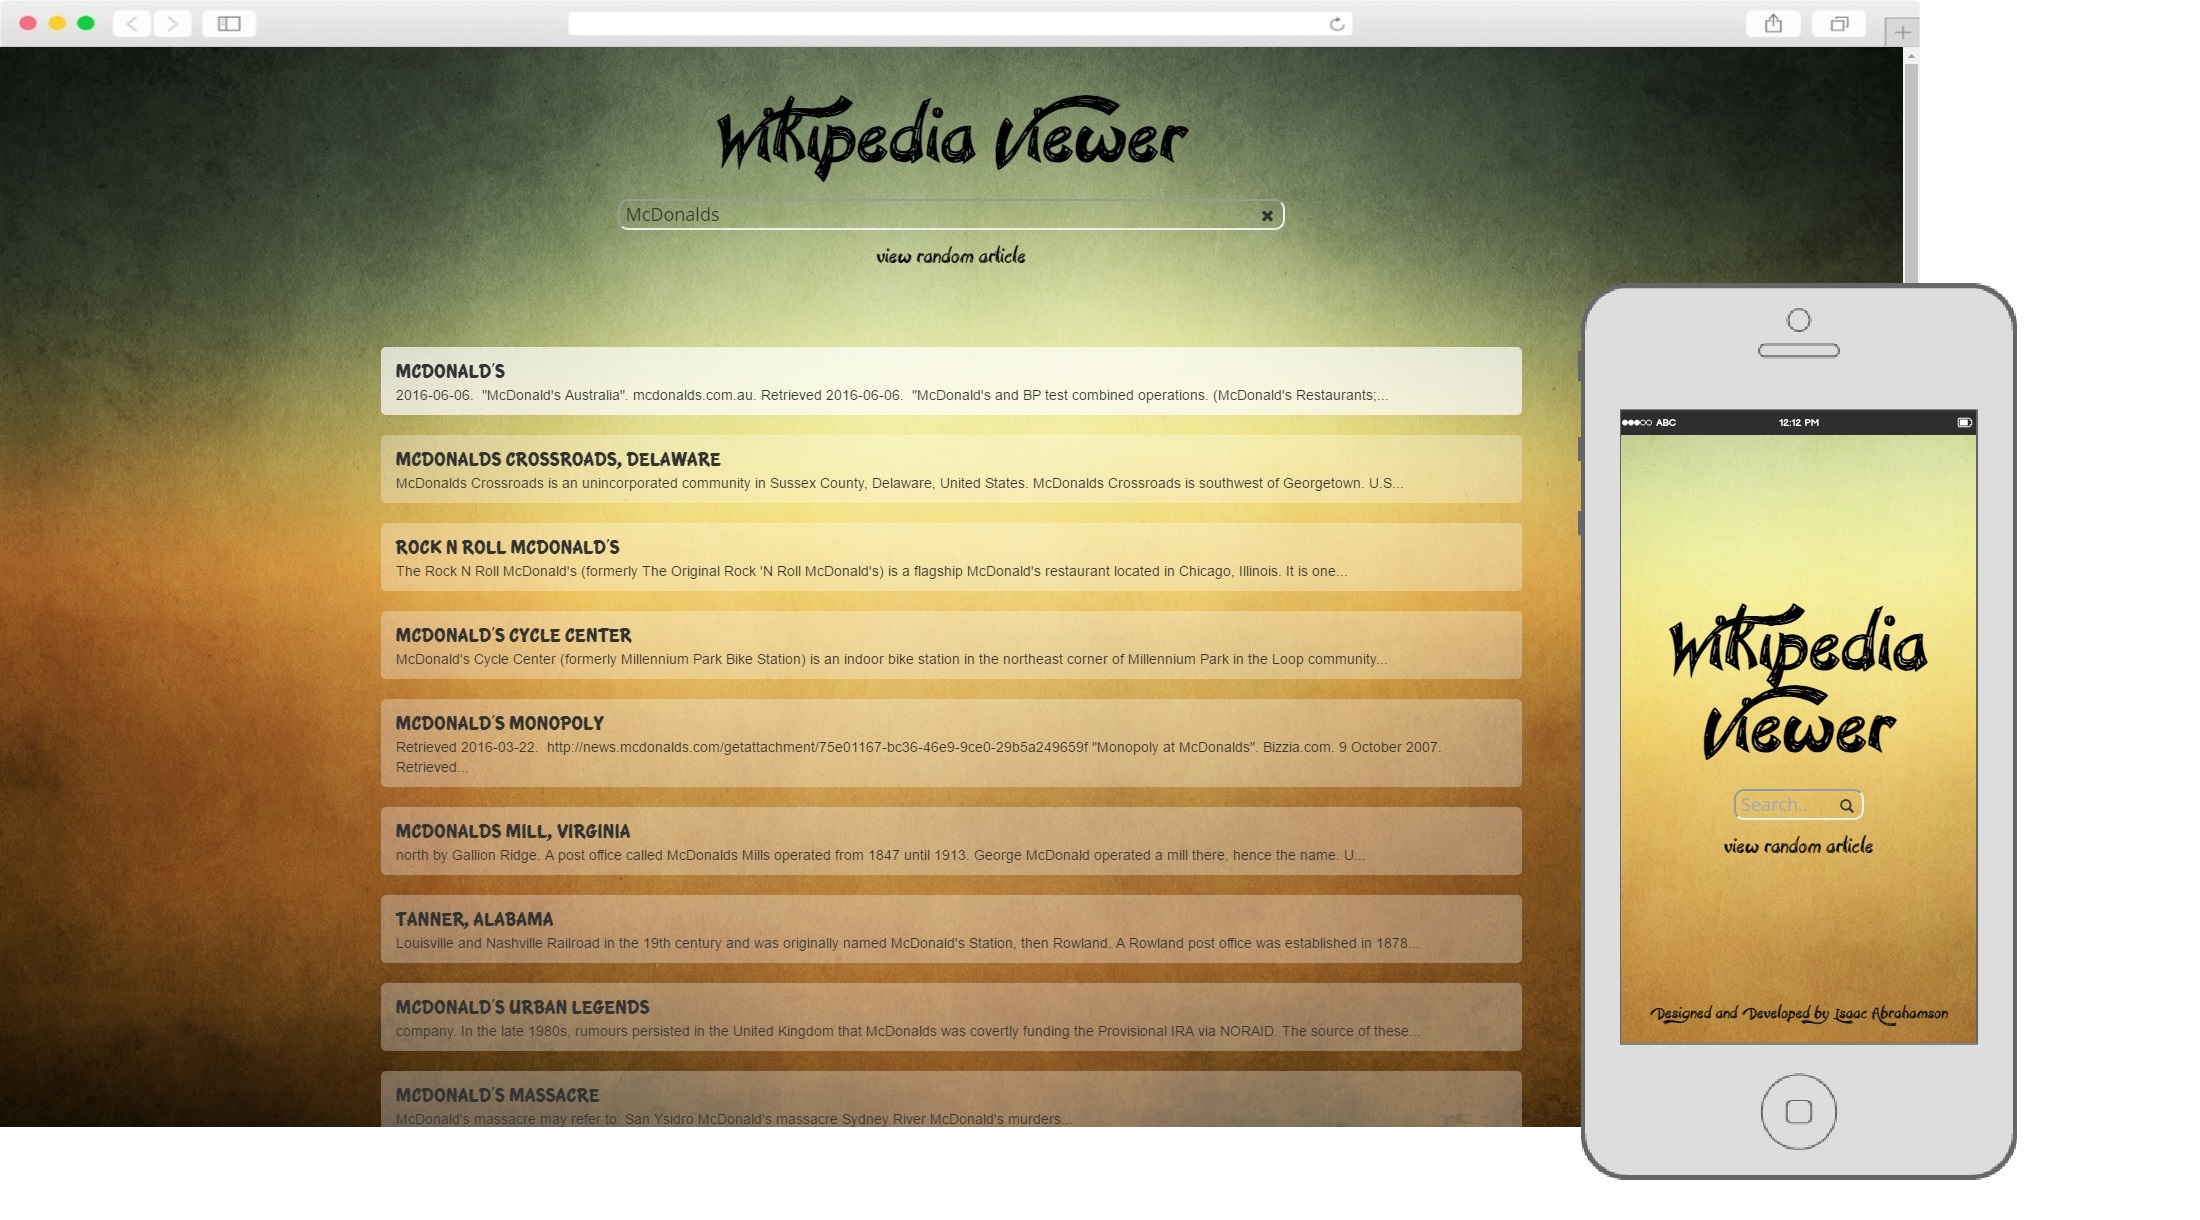 Wikipedia Viewer
McDonalds
view random article
MCDONALD'S
2016-06-06.  "McDonald's Australia". mcdonalds.com.au. Retrieved 2016-06-06.  "McDonald's and BP test combined operations. (McDonald's Restaurants;...
MCDONALDS CROSSROADS, DELAWARE
McDonalds Crossroads is an unincorporated community in Sussex County, Delaware, United States. McDonalds Crossroads is southwest of Georgetown. U.S...
ROCK N ROLL MCDONALD'S
The Rock N Roll McDonald's (formerly The Original Rock 'N Roll McDonald's) is a flagship McDonald's restaurant located in Chicago, Illinois. It is one...
MCDONALD'S CYCLE CENTER
McDonald's Cycle Center (formerly Millennium Park Bike Station) is an indoor bike station in the northeast corner of Millennium Park in the Loop community...
MCDONALD'S MONOPOLY
Retrieved 2016-03-22.  http://news.mcdonalds.com/getattachment/75e01167-bc36-46e9-9ce0-29b5a249659f "Monopoly at McDonalds". Bizzia.com. 9 October 2007.
Retrieved...
MCDONALDS MILL, VIRGINIA
north by Gallion Ridge. A post office called McDonalds Mills operated from 1847 until 1913. George McDonald operated a mill there, hence the name. U...
TANNER, ALABAMA
Louisville and Nashville Railroad in the 19th century and was originally named McDonald's Station, then Rowland. A Rowland post office was established in 1878...
MCDONALD'S URBAN LEGENDS
company. In the late 1980s, rumours persisted in the United Kingdom that McDonalds was covertly funding the Provisional IRA via NORAID. The source of these...
MCDONALD'S MASSACRE
McDonald's massacre may refer to: San Ysidro McDonald's massacre Sydney River McDonald's murders...
ABC 12:12 PM
Wikipedia
Viewer
Search..
view random article
Designed and Developed by Isaac Abrahamson